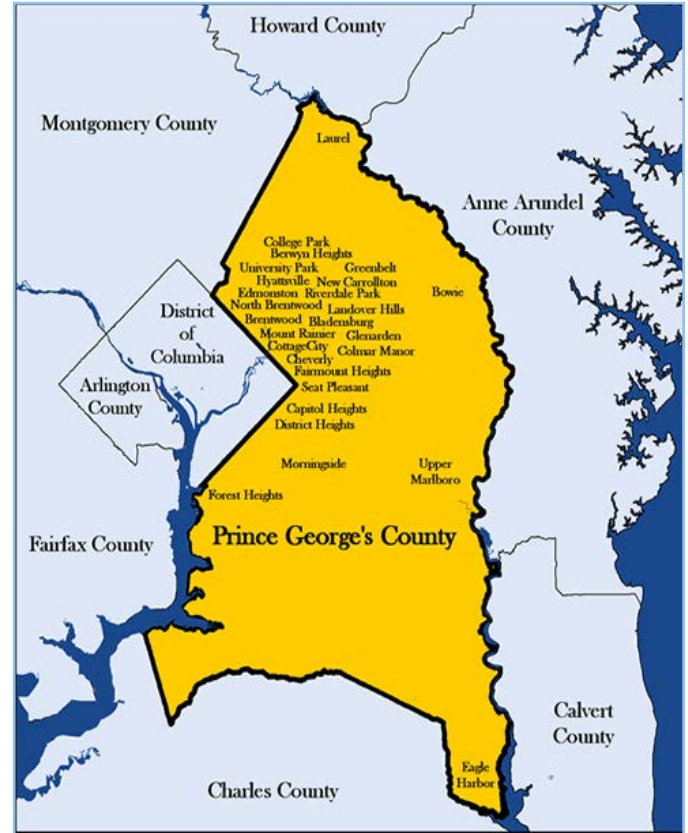 Howard County
Montgomery County
Laurel
Anne Arundel
County
College Park
Berwyn Heights
University Park
Greenbelt
Hyattsville
New Carrollton
Edmonston
Riverdale Park
Bowie
North Brentwood
Landover Hills
District
of
Columbia
Brentwood
Bladensburg
Mount Rainier
Glenarden
CottageCity
Colmar Manor
Cheverly
Fairmount Heights
Arlington
County
Seat Pleasant
Capitol Heights
District Heights
Morningside
Upper
Marlboro
Forest Heights
Prince George's County
Fairfax County
Calvert
County
Eagle
Harbor
Charles County